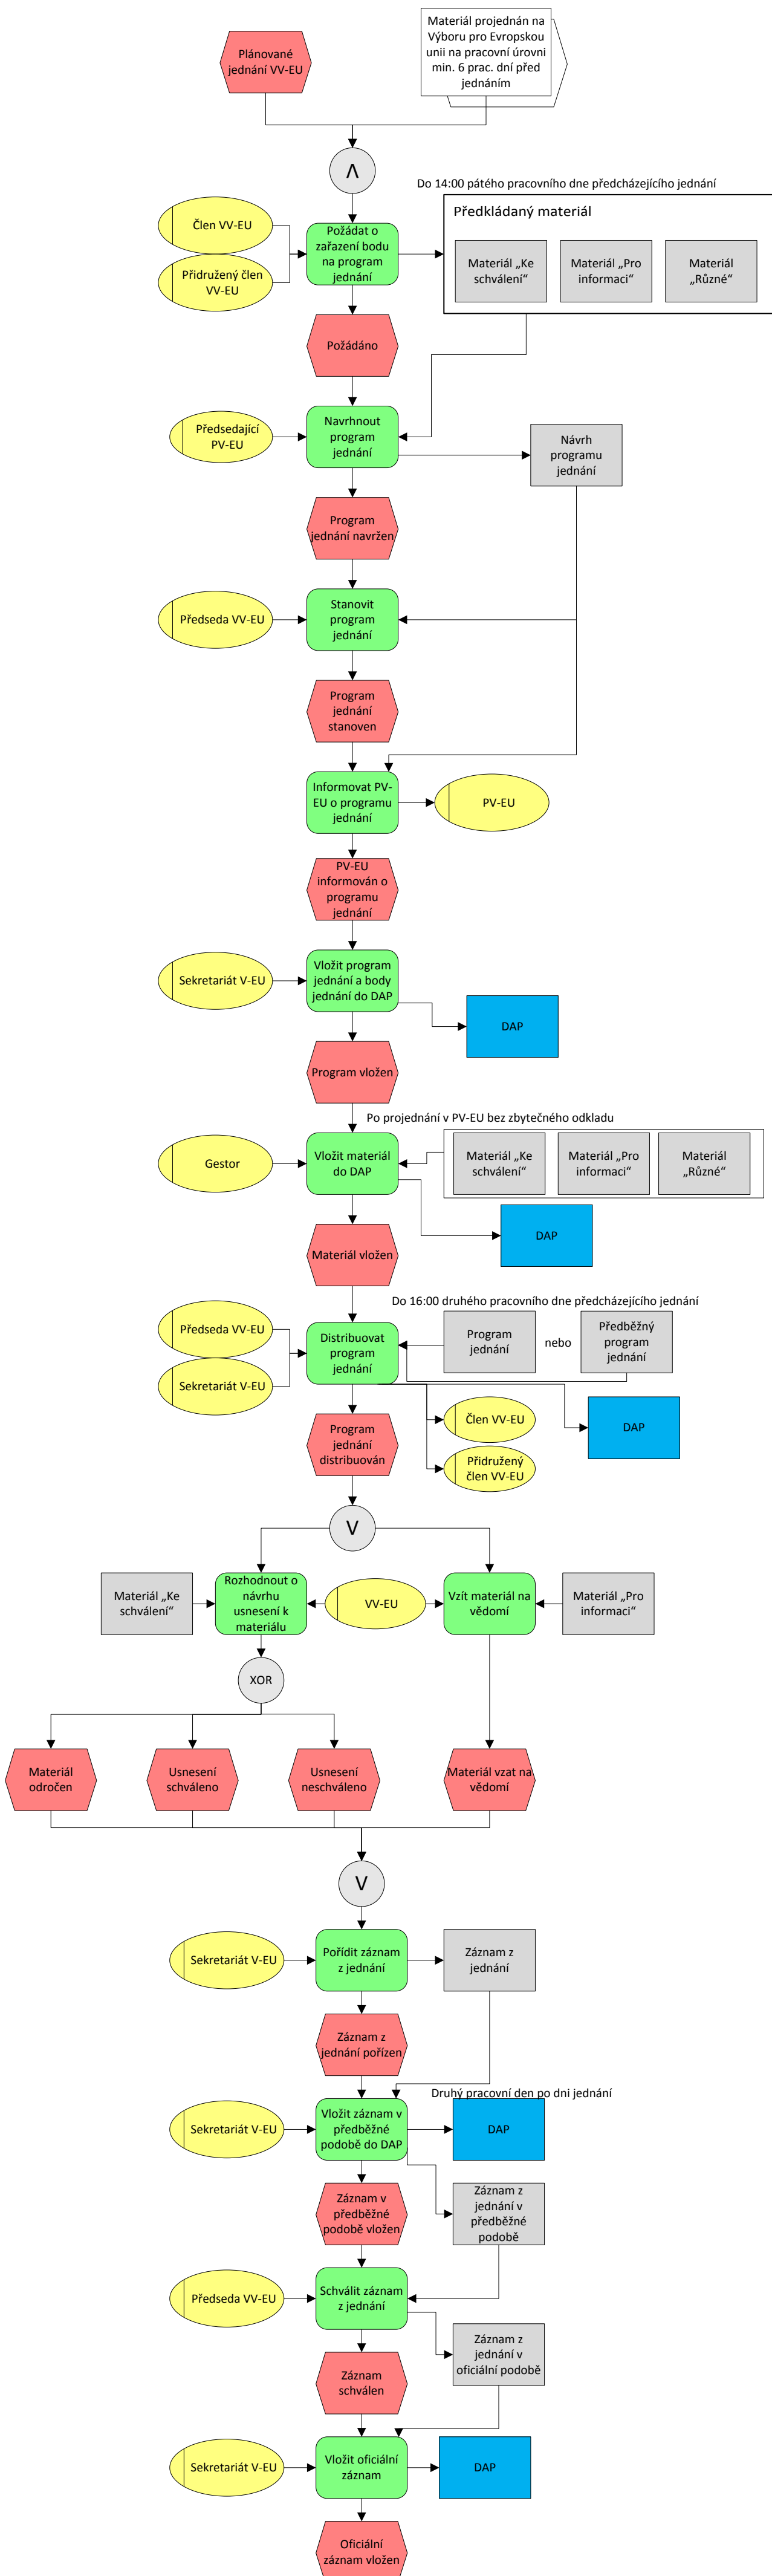 Plánované
jednání VV-EU
Materiál projednán na
Výboru pro Evropskou
unii na pracovní úrovni
min. 6 prac. dní před
jednáním
Λ
Do 14:00 pátého pracovního dne předcházejícího jednání
Člen VV-EU
Přidružený člen
VV-EU
Požádat o
zařazení bodu
na program
jednání
Předkládaný materiál
Materiál „Ke
schválení“
Materiál „Pro
informaci“
Materiál
„Různé“
Požádáno
Předsedající
PV-EU
Navrhnout
program
jednání
Návrh
programu
jednání
Program
jednání navržen
Předseda VV-EU
Stanovit
program
jednání
Program
jednání
stanoven
Informovat PV-
EU o programu
jednání
PV-EU
PV-EU
informován o
programu
jednání
Sekretariát V-EU
Vložit program
jednání a body
jednání do DAP
DAP
Program vložen
Po projednání v PV-EU bez zbytečného odkladu
Gestor
Vložit materiál
do DAP
Materiál „Ke
schválení“
Materiál „Pro
informaci“
Materiál
„Různé“
DAP
Materiál vložen
Do 16:00 druhého pracovního dne předcházejícího jednání
Předseda VV-EU
Sekretariát V-EU
Distribuovat
program
jednání
Program
jednání
nebo
Předběžný
program
jednání
Člen VV-EU
Přidružený
člen VV-EU
DAP
Program
jednání
distribuován
V
Materiál „Ke
schválení“
Rozhodnout o
návrhu
usnesení k
materiálu
VV-EU
Vzít materiál na
vědomí
Materiál „Pro
informaci“
XOR
Materiál
odročen
Usnesení
schváleno
Usnesení
neschváleno
Materiál vzat na
vědomí
V
Sekretariát V-EU
Pořídit záznam
z jednání
Záznam z
jednání
Záznam z
jednání pořízen
Druhý pracovní den po dni jednání
Sekretariát V-EU
Vložit záznam v
předběžné
podobě do DAP
DAP
Záznam v
předběžné
podobě vložen
Záznam z
jednání v
předběžné
podobě
Předseda VV-EU
Schválit záznam
z jednání
Záznam z
jednání v
oficiální podobě
Záznam
schválen
Sekretariát V-EU
Vložit oficiální
záznam
DAP
Oficiální
záznam vložen